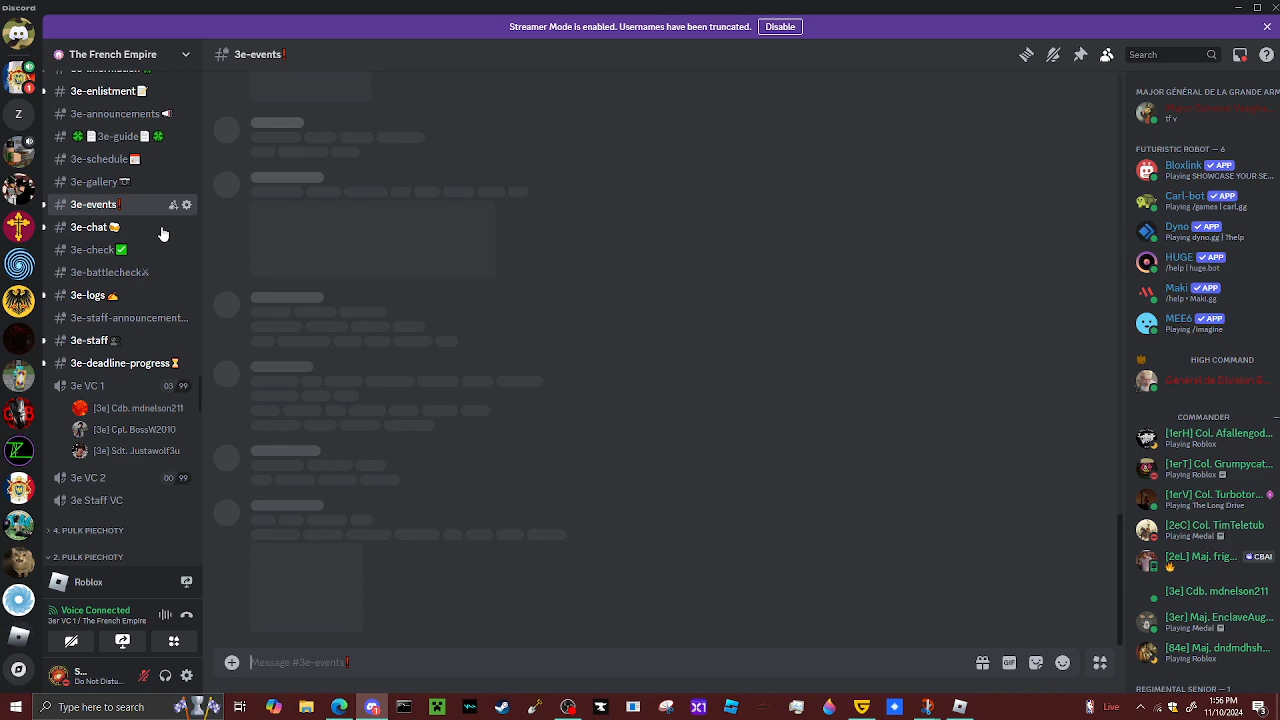 Discord
Streamer Mode is enabled. Usernames have been truncated. Disable
The French Empire
3e-events❗
Search
3e-enlistment
3e-announcements
🍀 3e-guide 🍀
3e-schedule
3e-gallery
3e-events❗
3e-chat
3e-check ✅
3e-battlecheck⚔
3e-logs
3e-staff-announcement...
3e-staff
3e-deadline-progress⏳
3e VC 1 03 99
[3e] Cdb. mdnelson211
[3e] Cpl. BossW2010
[3e] Sdt. Justawolf3u
3e VC 2 00 99
3e Staff VC
4. PULK PIECHOTY
2. PULK PIECHOTY
Roblox
Voice Connected
3er VC 1 / The French Empire
S...
Do Not Distu...
Message #3e-events❗
GIF
MAJOR GÉNÉRAL DE LA GRANDE ARM
tf v
FUTURISTIC ROBOT — 6
Bloxlink ✓ APP
Playing SHOWCASE YOUR SE...
Carl-bot ✓ APP
Playing /games | carl.gg
Dyno ✓ APP
Playing dyno.gg | ?help
HUGE ✓ APP
/help | huge.bot
Maki ✓ APP
/help • Maki.gg
MEE6 ✓ APP
Playing /imagine
HIGH COMMAND
Général de Division
COMMANDER
[1erH] Col. Afallengod...
Playing Roblox
[1erT] Col. Grumpycat...
Playing Roblox
[1erV] Col. Turbotor...
Playing The Long Drive
[2eC] Col. TimTeletub
Playing Medal
[2eL] Maj. frig... CBAI
🔥
[3e] Cdb. mdnelson211
[3er] Maj. EnclaveAug...
Playing Medal
[84e] Maj. dndmdhsh...
Playing Roblox
Type here to search
Live
1:56 PM
11/10/2024